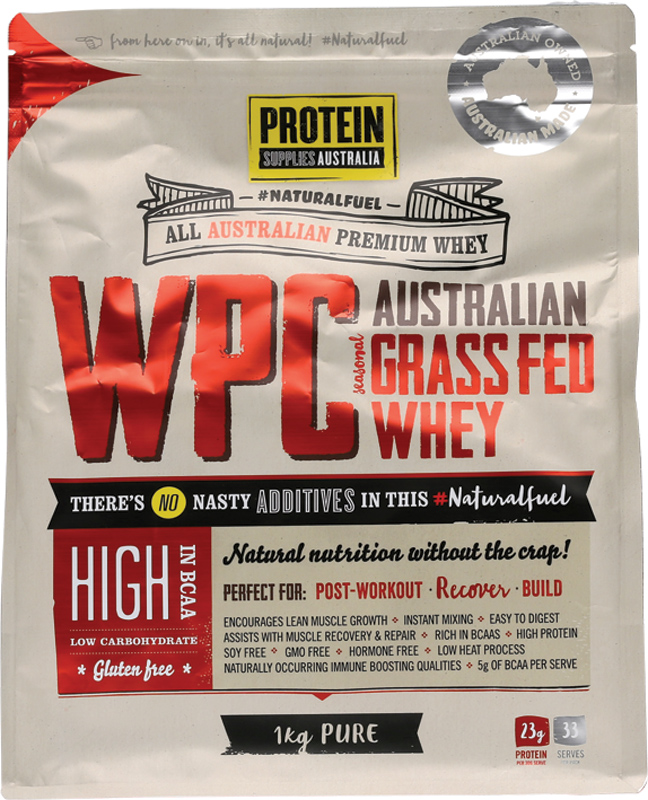 from here on in, it's all natural! #Naturalfuel
AUSTRALIAN OWNED
AUSTRALIAN MADE
PROTEIN
SUPPLIES AUSTRALIA
#NATURALFUEL
ALL AUSTRALIAN PREMIUM WHEY
WPC
seasonal
AUSTRALIAN
GRASS FED
WHEY
THERE'S NO NASTY ADDITIVES IN THIS #Naturalfuel
HIGH
IN BCAA
LOW CARBOHYDRATE
* Gluten free *
Natural nutrition without the crap!
PERFECT FOR: POST-WORKOUT · Recover · BUILD
ENCOURAGES LEAN MUSCLE GROWTH ❖ INSTANT MIXING ❖ EASY TO DIGEST
ASSISTS WITH MUSCLE RECOVERY & REPAIR ❖ RICH IN BCAAS ❖ HIGH PROTEIN
SOY FREE ❖ GMO FREE ❖ HORMONE FREE ❖ LOW HEAT PROCESS
NATURALLY OCCURRING IMMUNE BOOSTING QUALITIES ❖ 5g OF BCAA PER SERVE
1kg PURE
23g
PROTEIN
PER 30G SERVE
33
SERVES